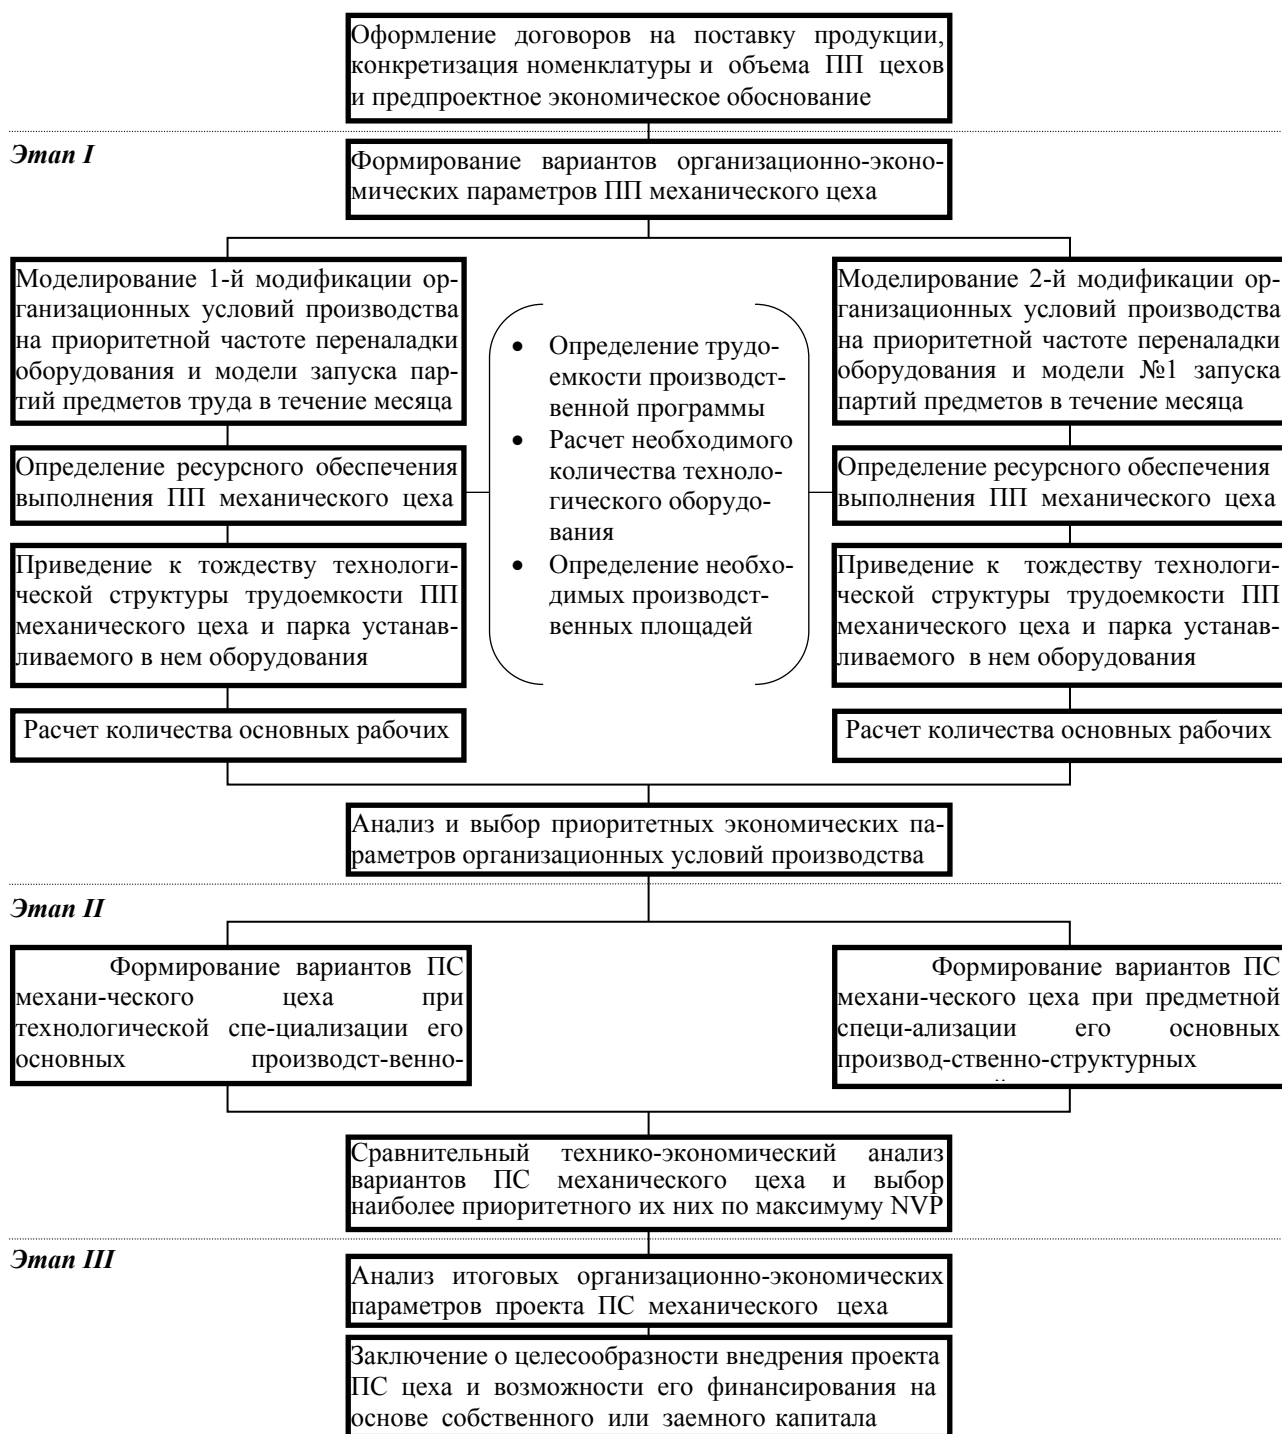 Оформление договоров на поставку продукции,
конкретизация номенклатуры и объема ПП цехов
и предпроектное экономическое обоснование
Этап I
Формирование вариантов организационно-эконо-
мических параметров ПП механического цеха
Моделирование 1-й модификации ор-
ганизационных условий производства
на приоритетной частоте переналадки
оборудования и модели запуска пар-
тий предметов труда в течение месяца
Определение ресурсного обеспечения
выполнения ПП механического цеха
Приведение к тождеству технологи-
ческой структуры трудоемкости ПП
механического цеха и парка устанав-
ливаемого в нем оборудования
Расчет количества основных рабочих
• Определение трудо-
емкости производст-
венной программы
• Расчет необходимого
количества техноло-
гического оборудо-
вания
• Определение необхо-
димых производст-
венных площадей
Моделирование 2-й модификации ор-
ганизационных условий производства
на приоритетной частоте переналадки
оборудования и модели №1 запуска
партий предметов в течение месяца
Определение ресурсного обеспечения
выполнения ПП механического цеха
Приведение к тождеству технологи-
ческой структуры трудоемкости ПП
механического цеха и парка устанав-
ливаемого в нем оборудования
Расчет количества основных рабочих
Анализ и выбор приоритетных экономических па-
раметров организационных условий производства
Этап II
Формирование вариантов ПС
механи-ческого цеха при
технологической спе-циализации его
основных производст-венно-
Формирование вариантов ПС
механи-ческого цеха при предметной
специ-ализации его основных
производ-ственно-структурных
Сравнительный технико-экономический анализ
вариантов ПС механического цеха и выбор
наиболее приоритетного их них по максимуму NVP
Этап III
Анализ итоговых организационно-экономических
параметров проекта ПС механического цеха
Заключение о целесообразности внедрения проекта
ПС цеха и возможности его финансирования на
основе собственного или заемного капитала